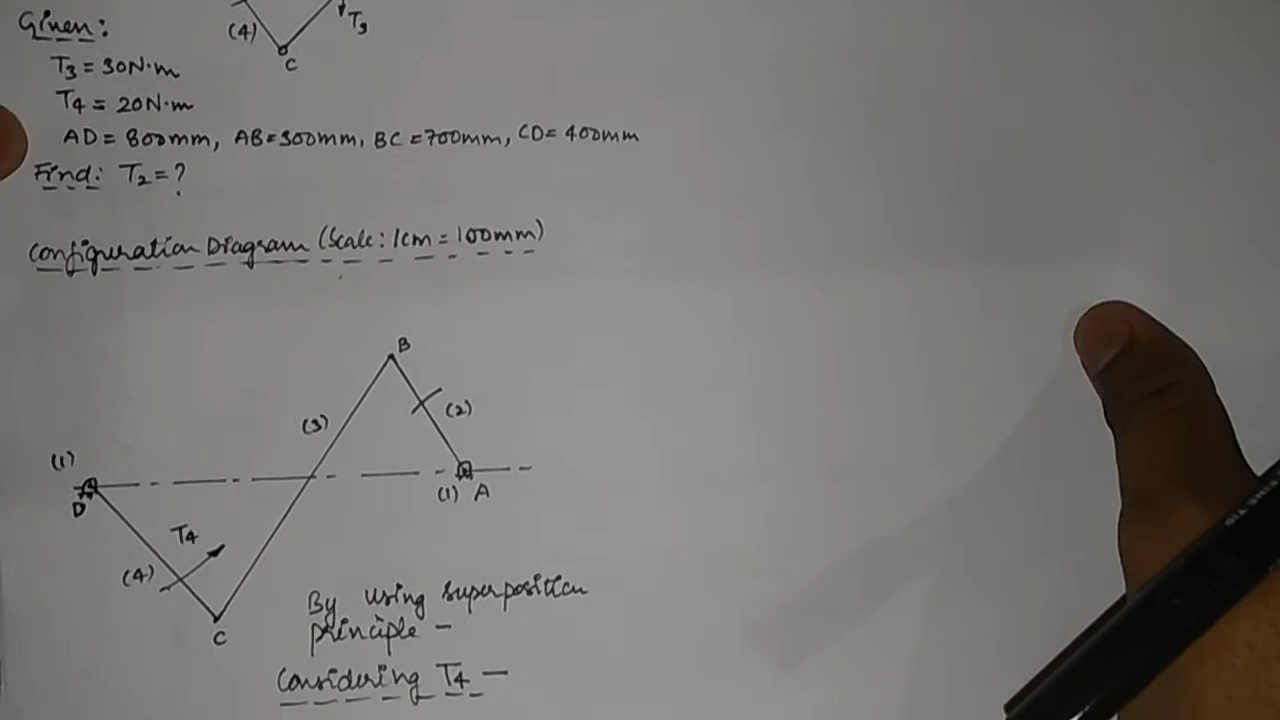 Given:
(4)
T3
C
T3 = 30N·m
T4 = 20N·m
AD = 800mm, AB = 300mm, BC = 700mm, CD = 400mm
Find: T2 = ?
Configuration Diagram (Scale: 1cm = 100mm)
B
(3)
(2)
(1)
D
(1) A
T4
(4)
C
By using superposition
principle -
Considering T4 -